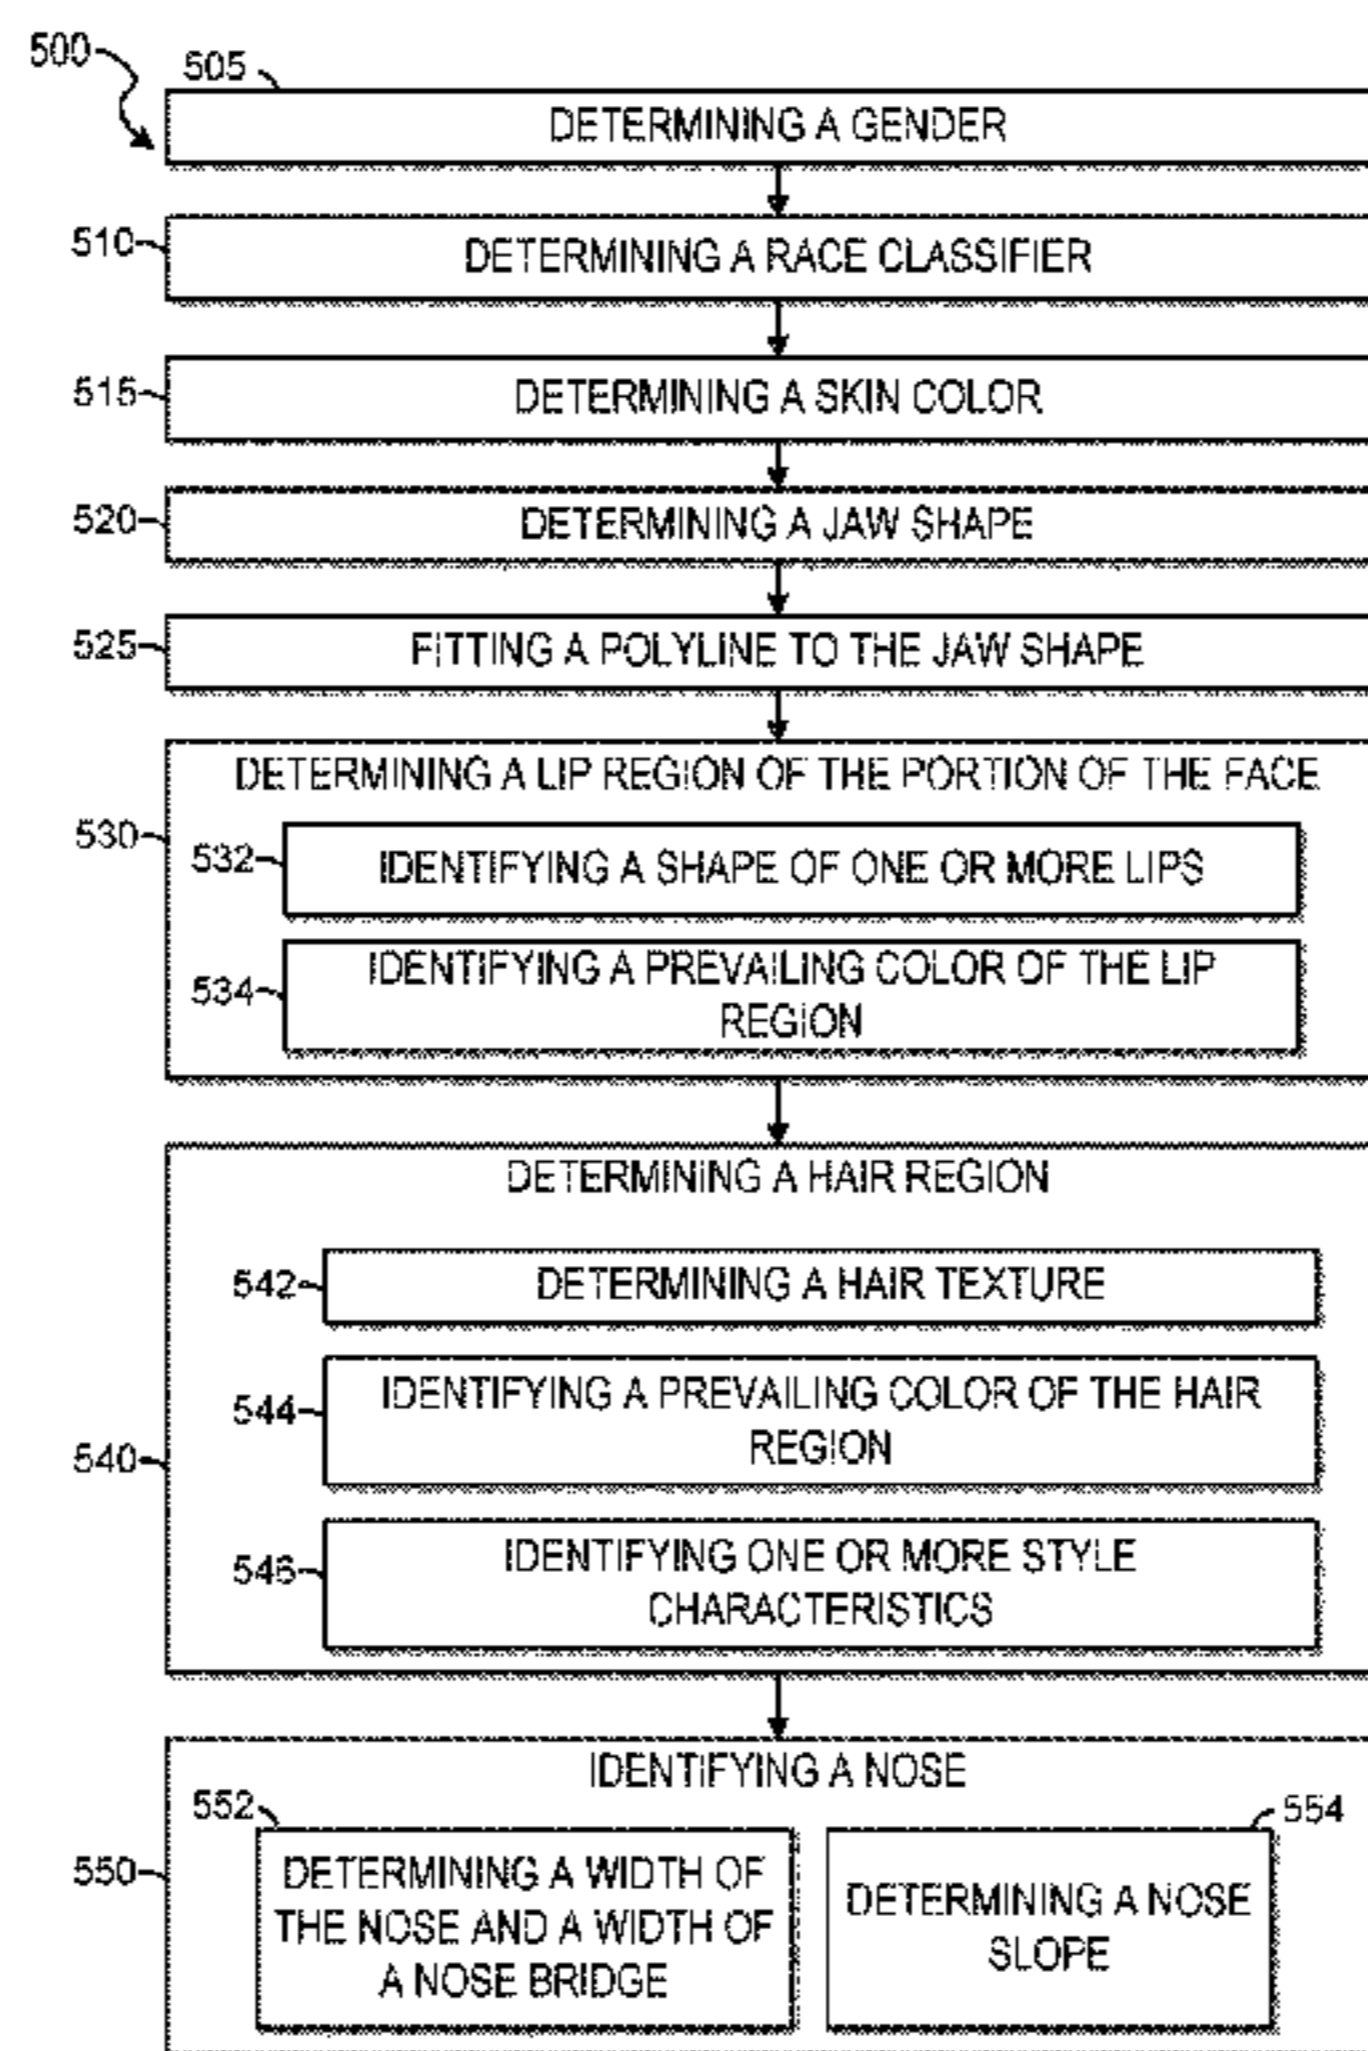 500
505
DETERMINING A GENDER
510
DETERMINING A RACE CLASSIFIER
515
DETERMINING A SKIN COLOR
520
DETERMINING A JAW SHAPE
525
FITTING A POLYLINE TO THE JAW SHAPE
DETERMINING A LIP REGION OF THE PORTION OF THE FACE
530
532
IDENTIFYING A SHAPE OF ONE OR MORE LIPS
534
IDENTIFYING A PREVAILING COLOR OF THE LIP
REGION
DETERMINING A HAIR REGION
542
DETERMINING A HAIR TEXTURE
544
IDENTIFYING A PREVAILING COLOR OF THE HAIR
REGION
540
546
IDENTIFYING ONE OR MORE STYLE
CHARACTERISTICS
IDENTIFYING A NOSE
552
554
550
DETERMINING A WIDTH OF
THE NOSE AND A WIDTH OF
A NOSE BRIDGE
DETERMINING A NOSE
SLOPE